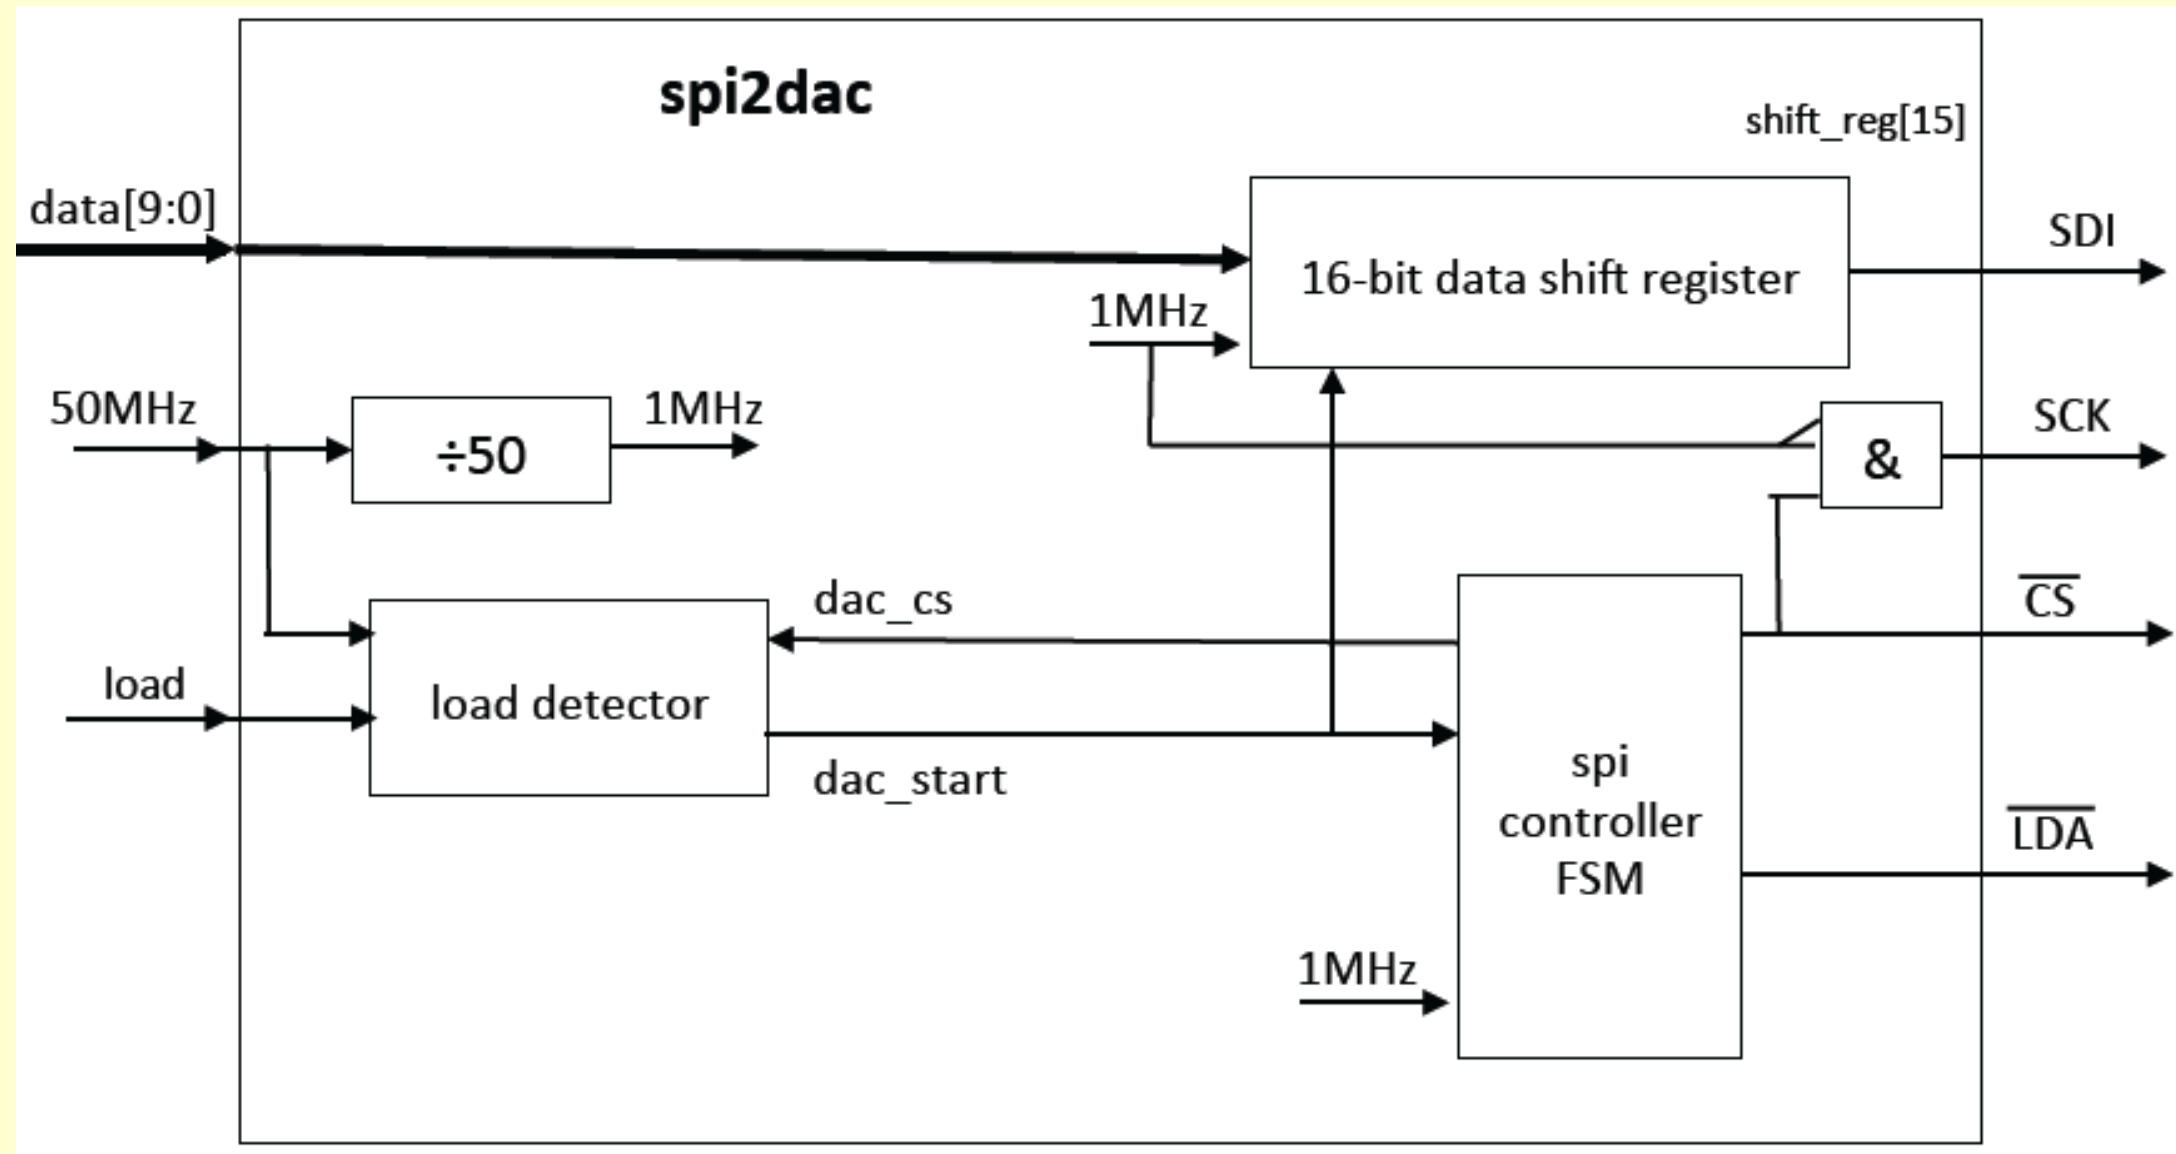 spi2dac
shift_reg[15]
data[9:0]
SDI
16-bit data shift register
1MHz
50MHz
1MHz
÷50
SCK
&
dac_cs
CS
load
load detector
dac_start
spi
controller
FSM
LDA
1MHz